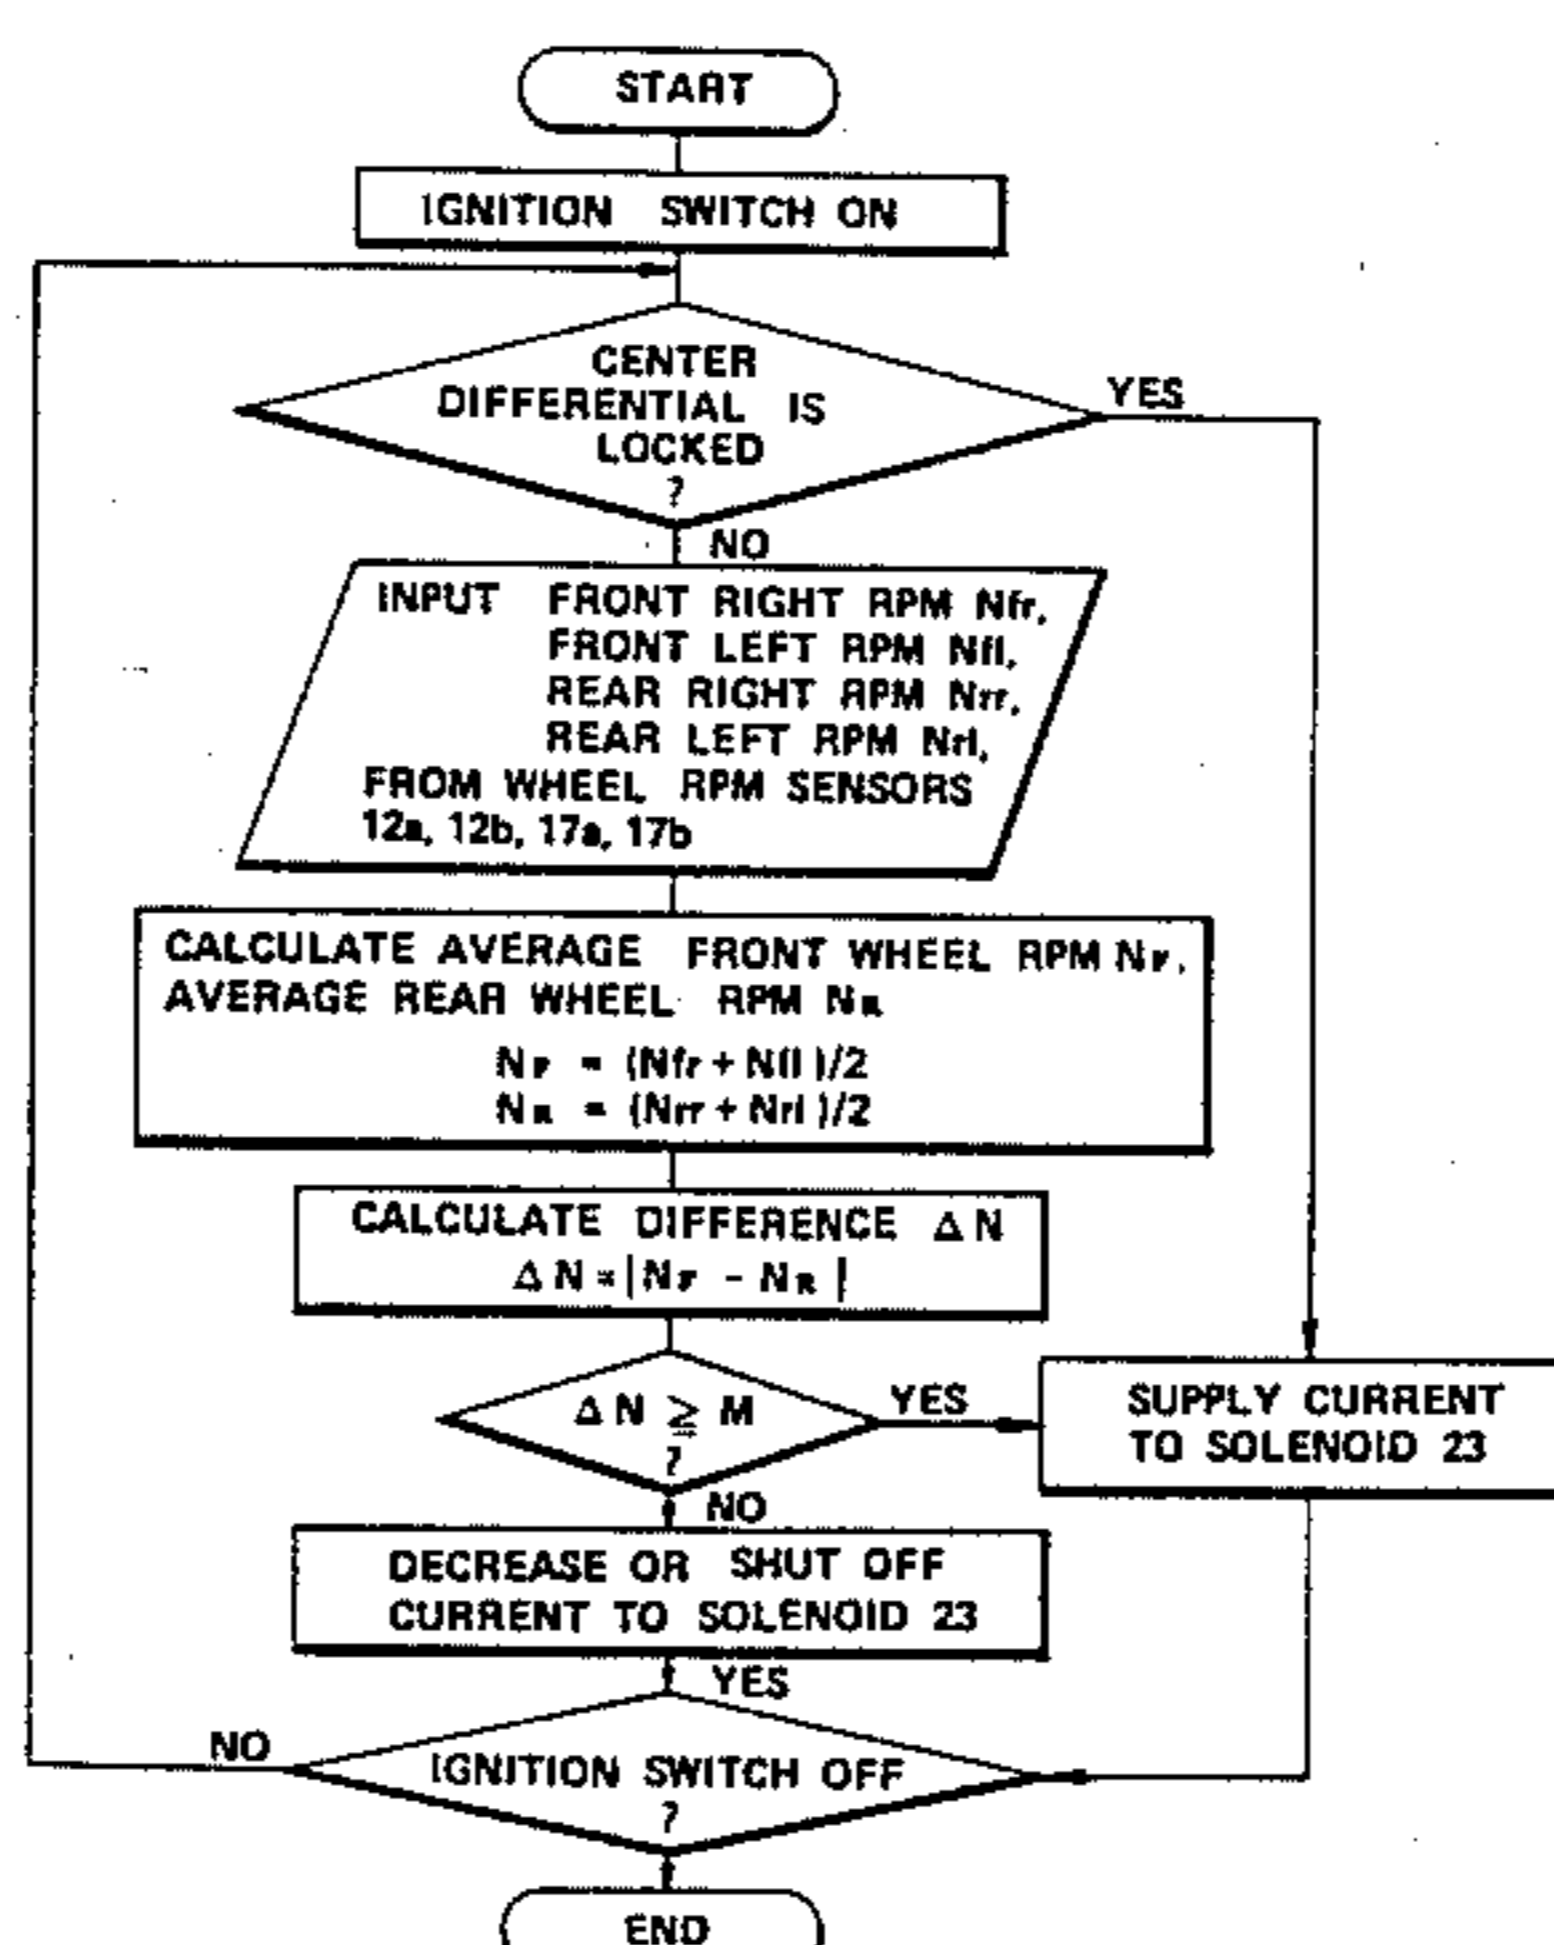 START
IGNITION SWITCH ON
CENTER
DIFFERENTIAL IS
LOCKED
?
YES
NO
INPUT FRONT RIGHT RPM Nfr,
FRONT LEFT RPM Nfl,
REAR RIGHT RPM Nrr,
REAR LEFT RPM Nrl,
FROM WHEEL RPM SENSORS
12a, 12b, 17a, 17b
CALCULATE AVERAGE FRONT WHEEL RPM NF,
AVERAGE REAR WHEEL RPM NR
NF = (Nfr + Nfl)/2
NR = (Nrr + Nrl)/2
CALCULATE DIFFERENCE ΔN
ΔN = |NF - NR|
ΔN ≧ M
?
YES
SUPPLY CURRENT
TO SOLENOID 23
NO
DECREASE OR SHUT OFF
CURRENT TO SOLENOID 23
YES
NO
IGNITION SWITCH OFF
?
END